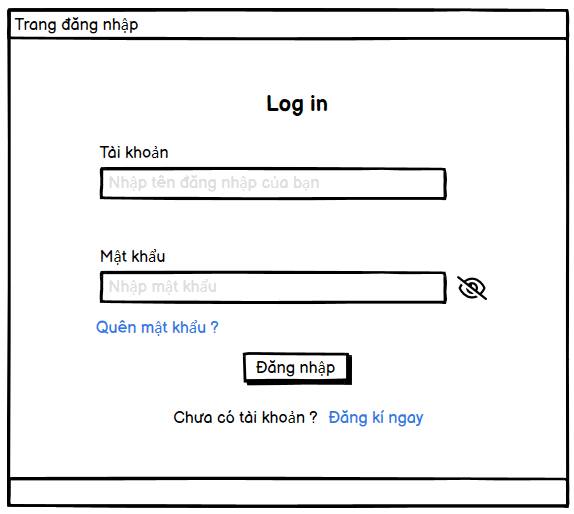 Trang đăng nhập
Log in
Tài khoản
Nhập tên đăng nhập của bạn
Mật khẩu
Nhập mật khẩu
Quên mật khẩu ?
Đăng nhập
Chưa có tài khoản ? Đăng kí ngay